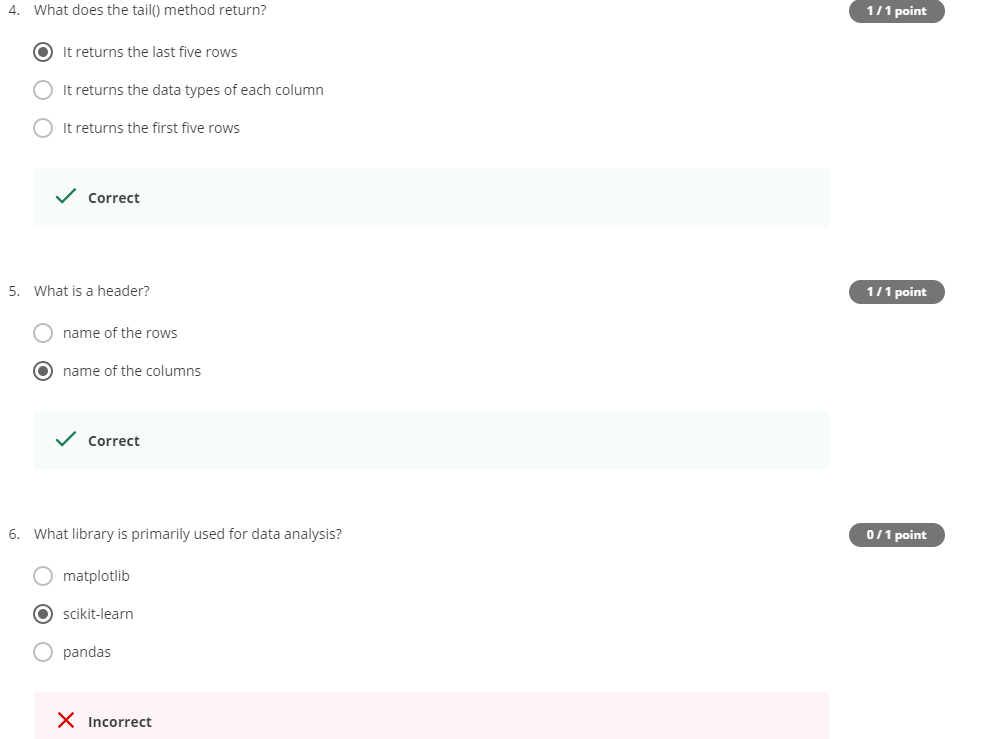 4. What does the tail() method return? 1 / 1 point
It returns the last five rows
It returns the data types of each column
It returns the first five rows
Correct
5. What is a header? 1 / 1 point
name of the rows
name of the columns
Correct
6. What library is primarily used for data analysis? 0 / 1 point
matplotlib
scikit-learn
pandas
Incorrect